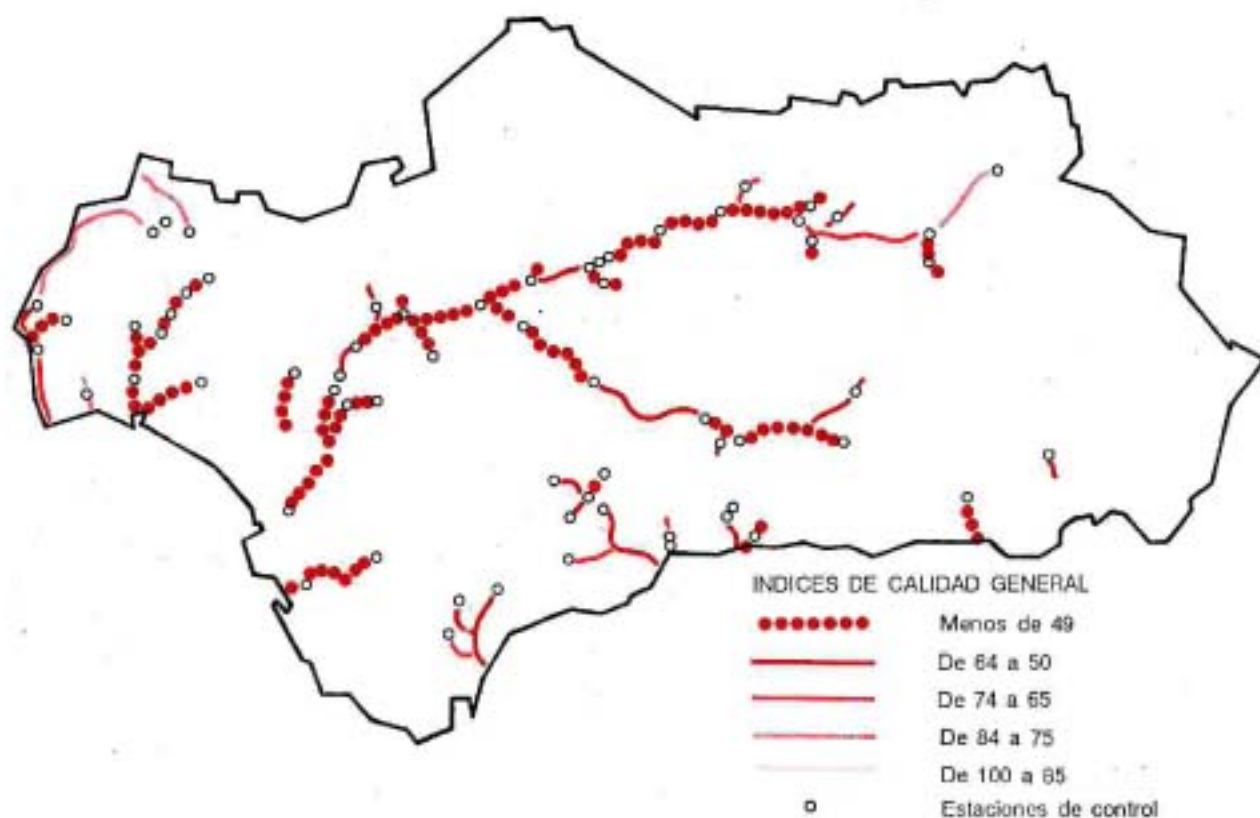 INDICES DE CALIDAD GENERAL
Menos de 49
De 64 a 50
De 74 a 65
De 84 a 75
De 100 a 85
Estaciones de control